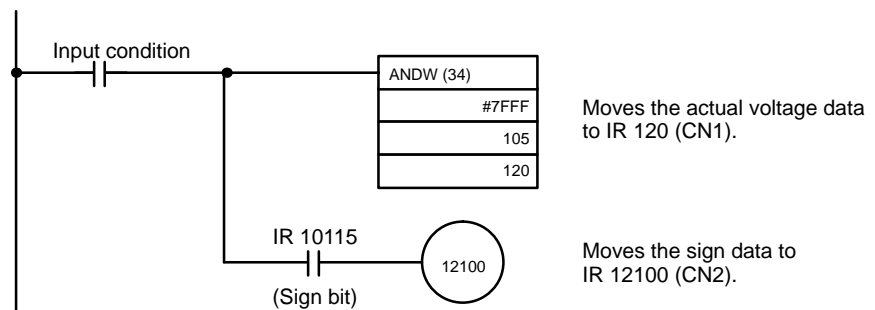 Input condition
ANDW (34)
#7FFF
105
120
Moves the actual voltage data
to IR 120 (CN1).
IR 10115
(Sign bit)
12100
Moves the sign data to
IR 12100 (CN2).